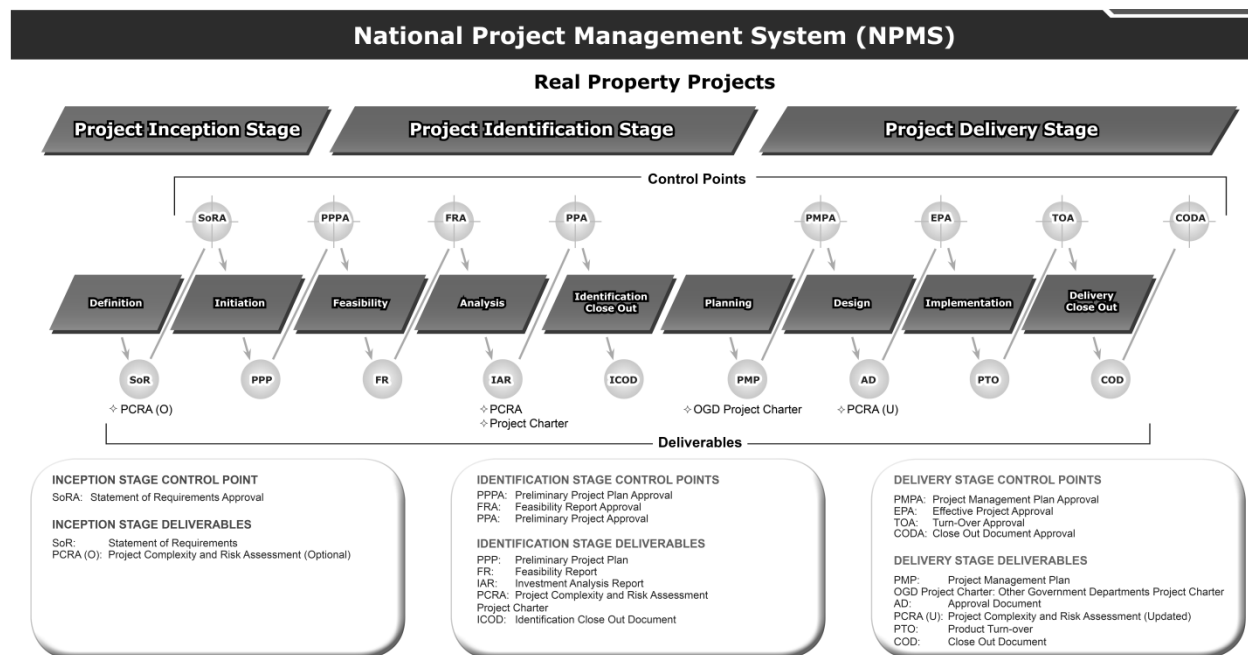 National Project Management System (NPMS)
Real Property Projects
Project Inception Stage
Project Identification Stage
Project Delivery Stage
Control Points
SoRA
PPPA
FRA
PPA
PMPA
EPA
TOA
CODA
Definition
Initiation
Feasibility
Analysis
Identification
Close Out
Planning
Design
Implementation
Delivery
Close Out
SoR
PPP
FR
IAR
ICOD
PMP
AD
PTO
COD
✧ PCRA (O)
✧ PCRA
✧ Project Charter
✧ OGD Project Charter
✧ PCRA (U)
Deliverables
INCEPTION STAGE CONTROL POINT
SoRA: Statement of Requirements Approval
INCEPTION STAGE DELIVERABLES
SoR: Statement of Requirements
PCRA (O): Project Complexity and Risk Assessment (Optional)
IDENTIFICATION STAGE CONTROL POINTS
PPPA: Preliminary Project Plan Approval
FRA: Feasibility Report Approval
PPA: Preliminary Project Approval
IDENTIFICATION STAGE DELIVERABLES
PPP: Preliminary Project Plan
FR: Feasibility Report
IAR: Investment Analysis Report
PCRA: Project Complexity and Risk Assessment
Project Charter
ICOD: Identification Close Out Document
DELIVERY STAGE CONTROL POINTS
PMPA: Project Management Plan Approval
EPA: Effective Project Approval
TOA: Turn-Over Approval
CODA: Close Out Document Approval
DELIVERY STAGE DELIVERABLES
PMP: Project Management Plan
OGD Project Charter: Other Government Departments Project Charter
AD: Approval Document
PCRA (U): Project Complexity and Risk Assessment (Updated)
PTO: Product Turn-over
COD: Close Out Document